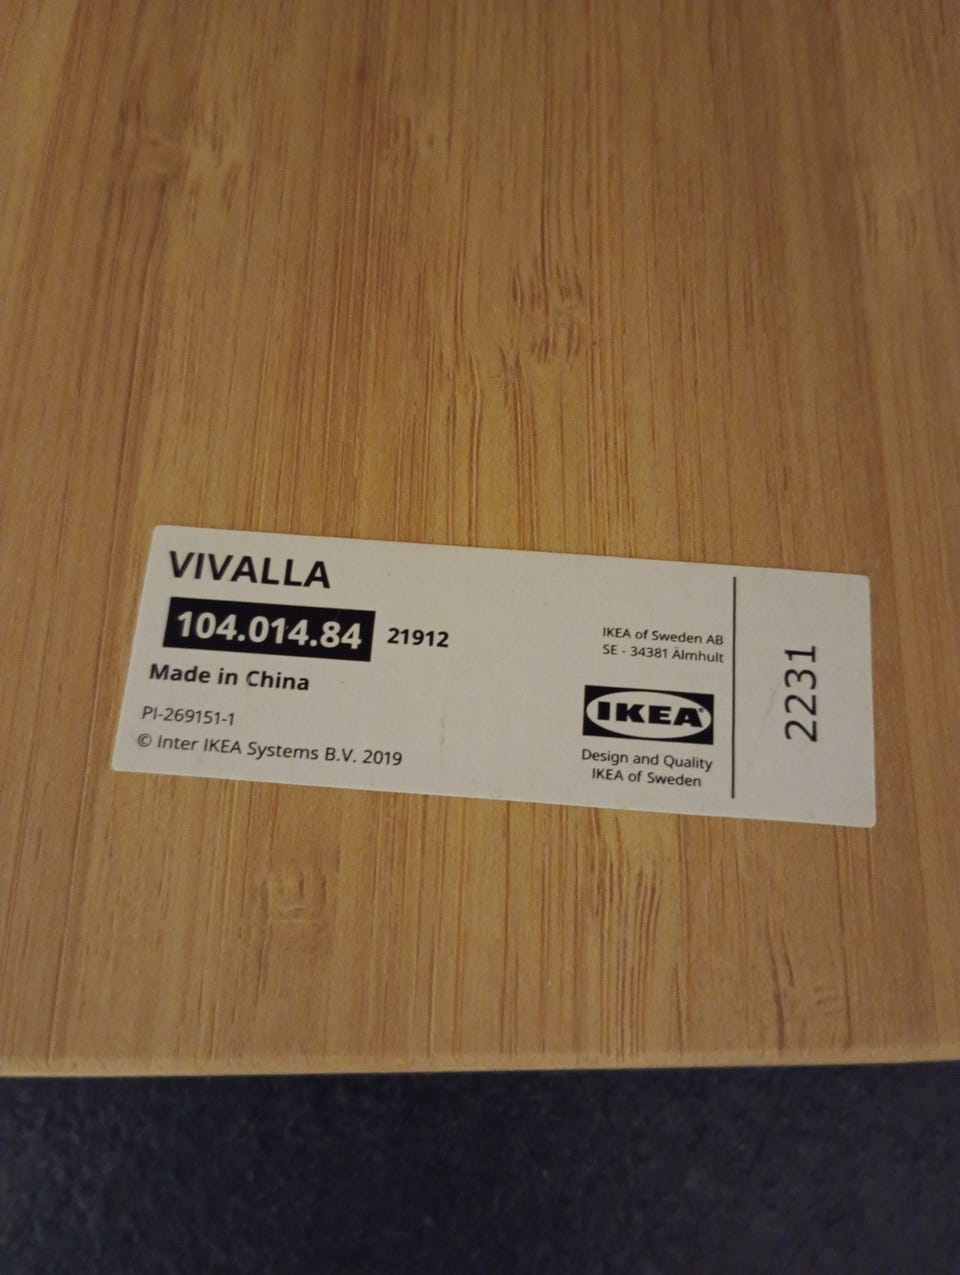 VIVALLA
104.014.84 21912
Made in China
PI-269151-1
© Inter IKEA Systems B.V. 2019
IKEA of Sweden AB
SE - 34381 Älmhult
IKEA®
Design and Quality
IKEA of Sweden
2231